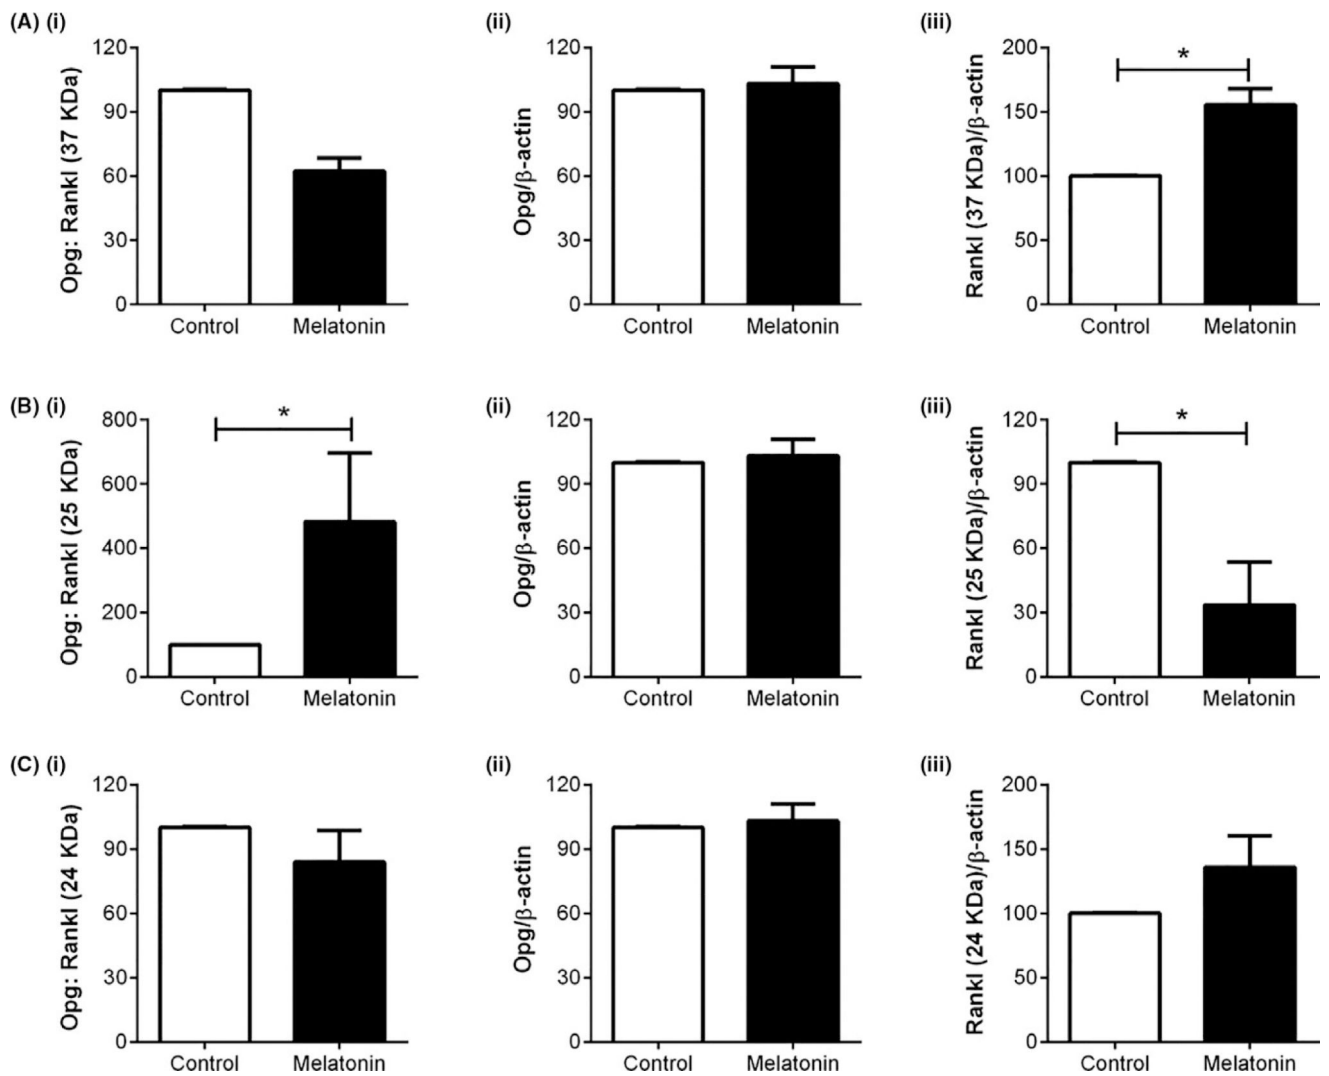 (A) (i)
Opg: Rankl (37 KDa)
120
90
60
30
0
Control Melatonin
(ii)
Opg/β-actin
120
90
60
30
0
Control Melatonin
(iii)
Rankl (37 KDa)/β-actin
200
150
100
50
0
*
Control Melatonin
(B) (i)
Opg: Rankl (25 KDa)
800
600
400
200
0
*
Control Melatonin
(ii)
Opg/β-actin
120
90
60
30
0
Control Melatonin
(iii)
Rankl (25 KDa)/β-actin
120
90
60
30
0
*
Control Melatonin
(C) (i)
Opg: Rankl (24 KDa)
120
90
60
30
0
Control Melatonin
(ii)
Opg/β-actin
120
90
60
30
0
Control Melatonin
(iii)
Rankl (24 KDa)/β-actin
200
150
100
50
0
Control Melatonin